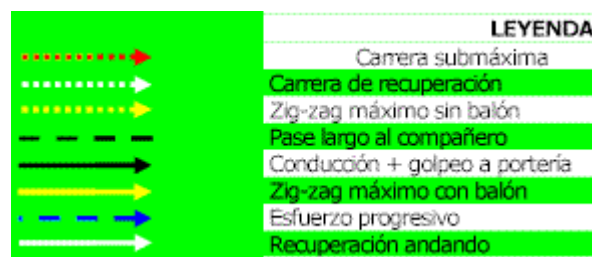 LEYENDA
Carrera submáxima
Carrera de recuperación
Zig-zag máximo sin balón
Pase largo al compañero
Conducción + golpeo a portería
Zig-zag máximo con balón
Esfuerzo progresivo
Recuperación andando